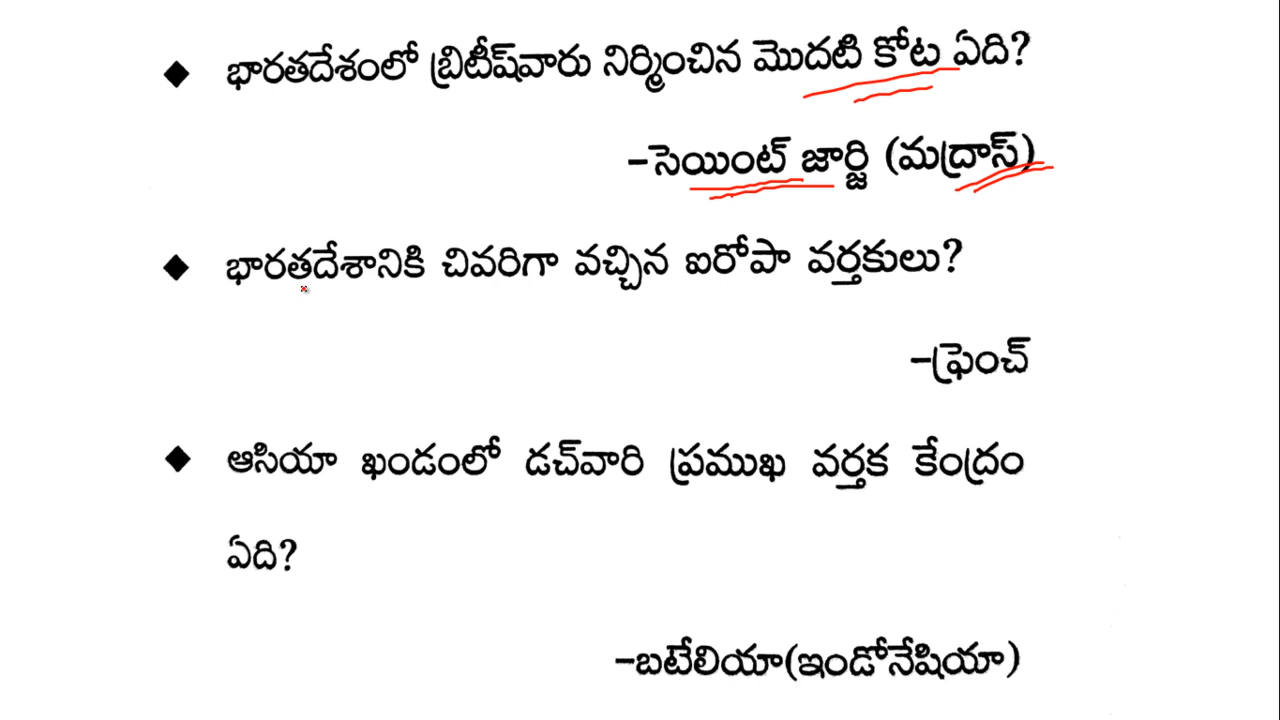 ◆ భారతదేశంలో బ్రిటీష్‌వారు నిర్మించిన మొదటి కోట ఏది?
–సెయింట్ జార్జి (మద్రాస్)
◆ భారతదేశానికి చివరిగా వచ్చిన ఐరోపా వర్తకులు?
–ఫ్రెంచ్
◆ ఆసియా ఖండంలో డచ్‌వారి ప్రముఖ వర్తక కేంద్రం
ఏది?
–బటేలియా(ఇండోనేషియా)